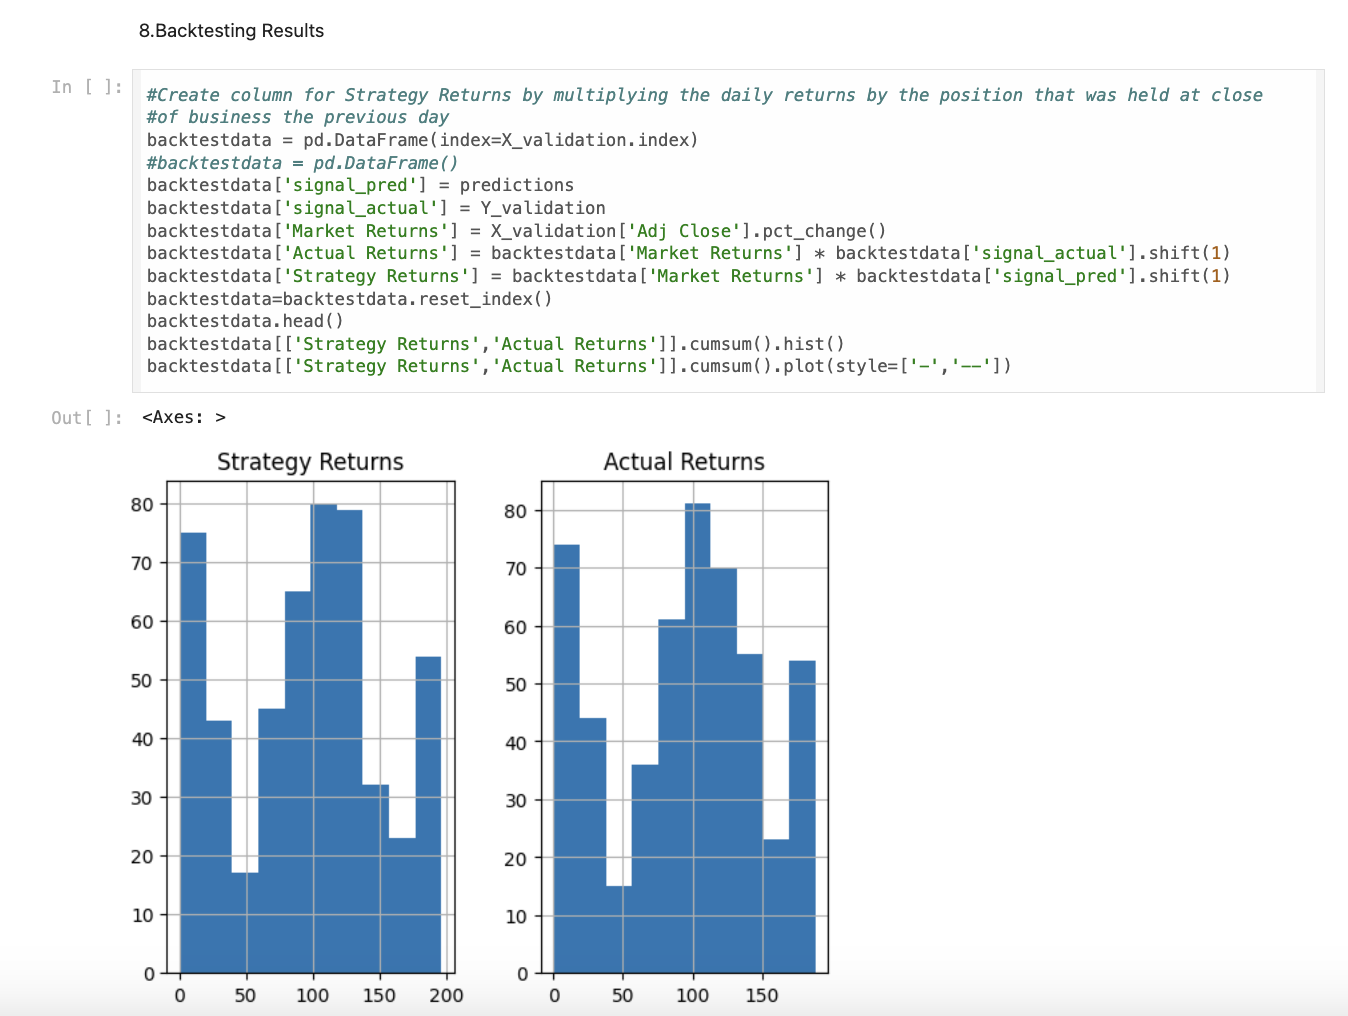 8.Backtesting Results
In [ ]:
#Create column for Strategy Returns by multiplying the daily returns by the position that was held at close
#of business the previous day
backtestdata = pd.DataFrame(index=X_validation.index)
#backtestdata = pd.DataFrame()
backtestdata['signal_pred'] = predictions
backtestdata['signal_actual'] = Y_validation
backtestdata['Market Returns'] = X_validation['Adj Close'].pct_change()
backtestdata['Actual Returns'] = backtestdata['Market Returns'] * backtestdata['signal_actual'].shift(1)
backtestdata['Strategy Returns'] = backtestdata['Market Returns'] * backtestdata['signal_pred'].shift(1)
backtestdata=backtestdata.reset_index()
backtestdata.head()
backtestdata[['Strategy Returns','Actual Returns']].cumsum().hist()
backtestdata[['Strategy Returns','Actual Returns']].cumsum().plot(style=['-','--'])
Out[ ]: <Axes: >
Strategy Returns
80
70
60
50
40
30
20
10
0
0 50 100 150 200
Actual Returns
80
70
60
50
40
30
20
10
0
0 50 100 150